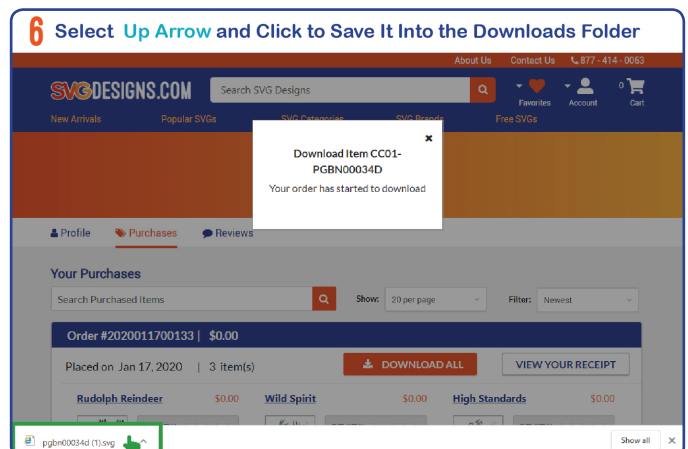 6 Select Up Arrow and Click to Save It Into the Downloads Folder
About Us Contact Us 877 - 414 - 0063
SVGDESIGNS.COM Search SVG Designs 0
Favorites Account Cart
New Arrivals Popular SVGs SVG Categories SVG Brands Free SVGs
Download Item CC01-
PGBN00034D
Your order has started to download
Profile Purchases Reviews
Your Purchases
Search Purchased Items Show: 20 per page Filter: Newest
Order #2020011700133 | $0.00
Placed on Jan 17, 2020 | 3 item(s) DOWNLOAD ALL VIEW YOUR RECEIPT
Rudolph Reindeer $0.00 Wild Spirit $0.00 High Standards $0.00
pgbn00034d (1).svg Show all